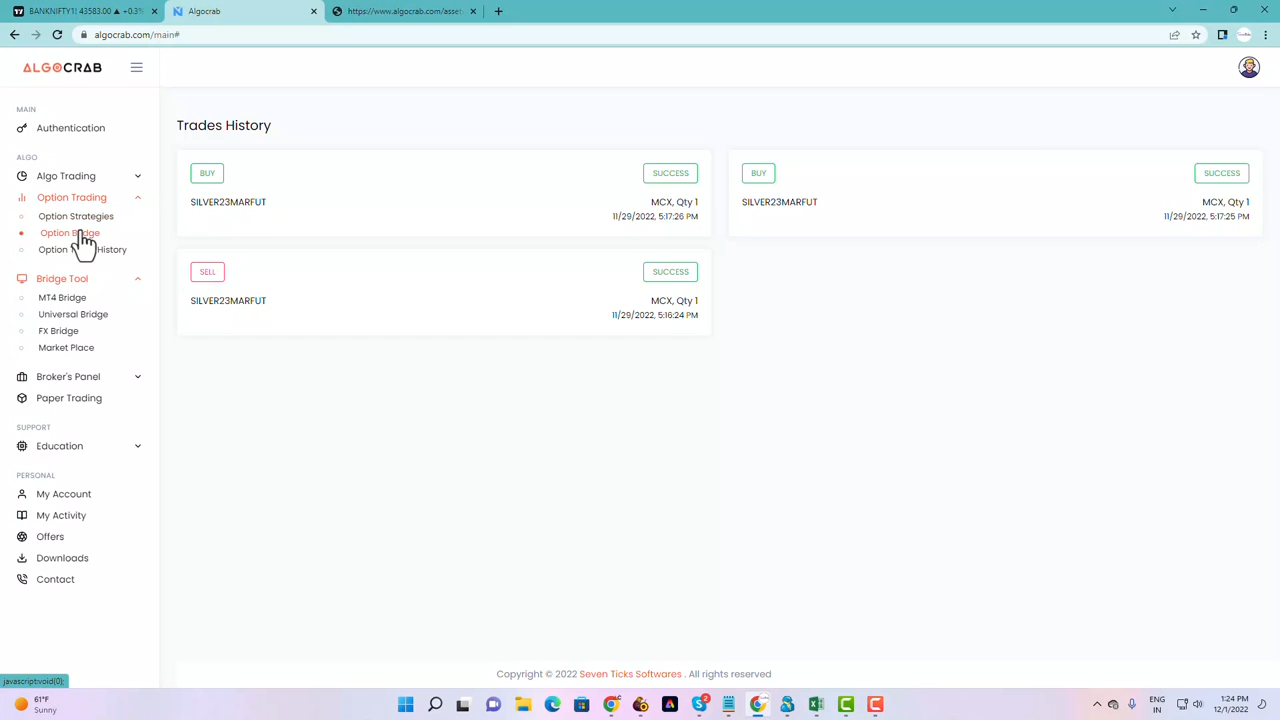 BANKNIFTY1! 43583.00 ▲ +0.3%
Algocrab
https://www.algocrab.com/asset
algocrab.com/main#
ALGOCRAB
MAIN
Authentication
ALGO
Algo Trading
Option Trading
Option Strategies
Option Bridge
Option History
Bridge Tool
MT4 Bridge
Universal Bridge
FX Bridge
Market Place
Broker's Panel
Paper Trading
SUPPORT
Education
PERSONAL
My Account
My Activity
Offers
Downloads
Contact
Trades History
BUY SUCCESS
SILVER23MARFUT MCX, Qty 1
11/29/2022, 5:17:26 PM
BUY SUCCESS
SILVER23MARFUT MCX, Qty 1
11/29/2022, 5:17:25 PM
SELL SUCCESS
SILVER23MARFUT MCX, Qty 1
11/29/2022, 5:16:24 PM
Copyright © 2022 Seven Ticks Softwares . All rights reserved
javascript:void(0);
61°F
Sunny
2
ENG
IN
1:24 PM
12/1/2022